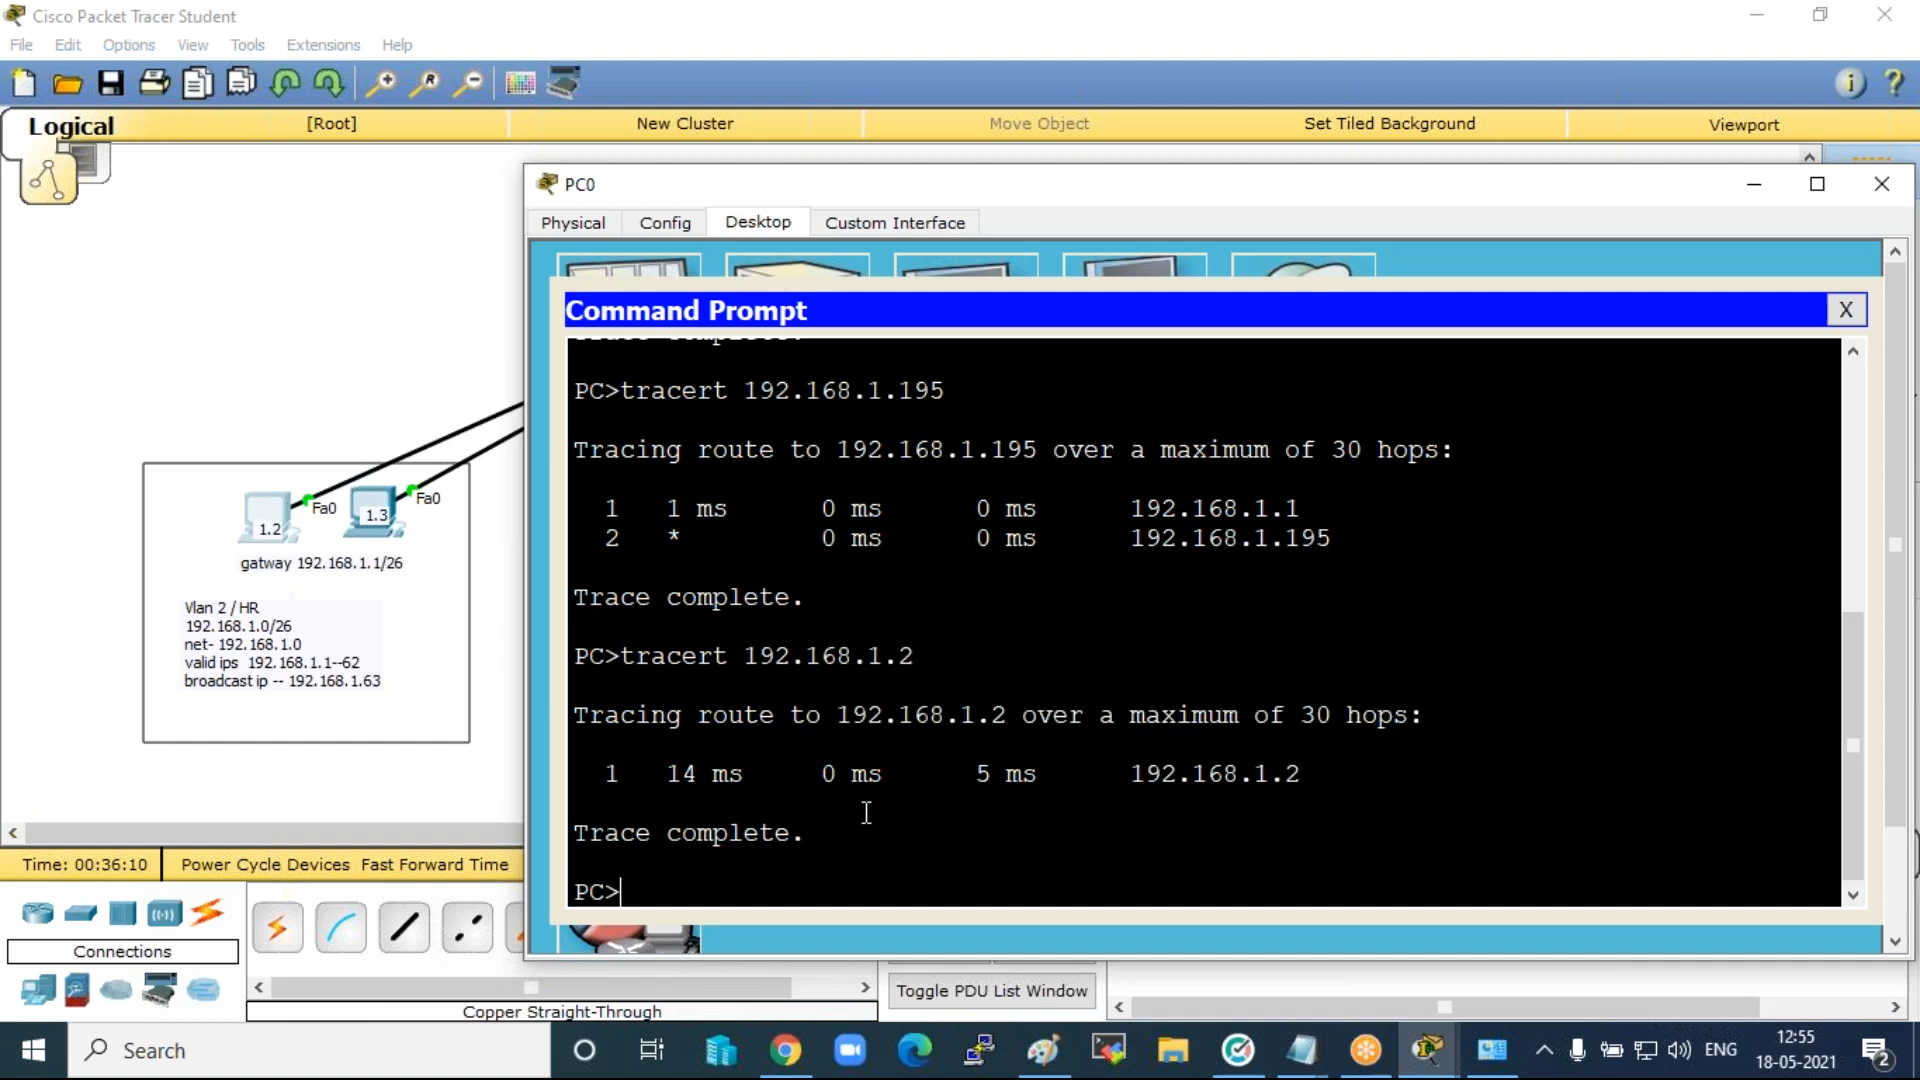 Cisco Packet Tracer Student
File Edit Options View Tools Extensions Help
Logical [Root] New Cluster Move Object Set Tiled Background Viewport
PC0
Physical Config Desktop Custom Interface
Command Prompt X
PC>tracert 192.168.1.195
Tracing route to 192.168.1.195 over a maximum of 30 hops:
1 1 ms 0 ms 0 ms 192.168.1.1
2 * 0 ms 0 ms 192.168.1.195
Trace complete.
PC>tracert 192.168.1.2
Tracing route to 192.168.1.2 over a maximum of 30 hops:
1 14 ms 0 ms 5 ms 192.168.1.2
Trace complete.
PC>
1.2 Fa0 1.3 Fa0
gatway 192.168.1.1/26
Vlan 2 / HR
192.168.1.0/26
net- 192.168.1.0
valid ips 192.168.1.1--62
broadcast ip -- 192.168.1.63
Time: 00:36:10 Power Cycle Devices Fast Forward Time
Connections
Copper Straight-Through
Toggle PDU List Window
Search
ENG
12:55
18-05-2021
2